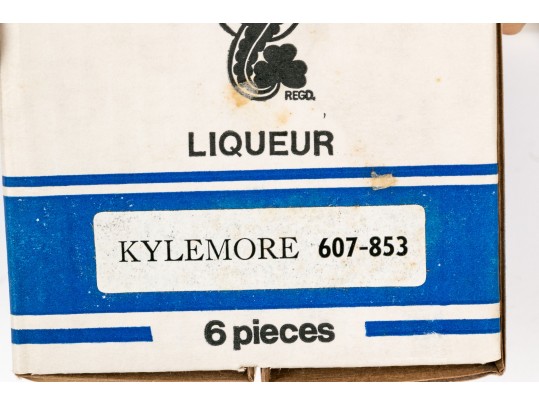 REGD.
LIQUEUR
KYLEMORE 607-853
6 pieces